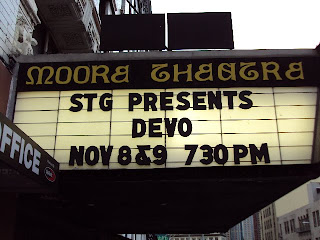 MOORE THEATRE
STG PRESENTS
DEVO
NOV 8&9 730 PM
OFFICE